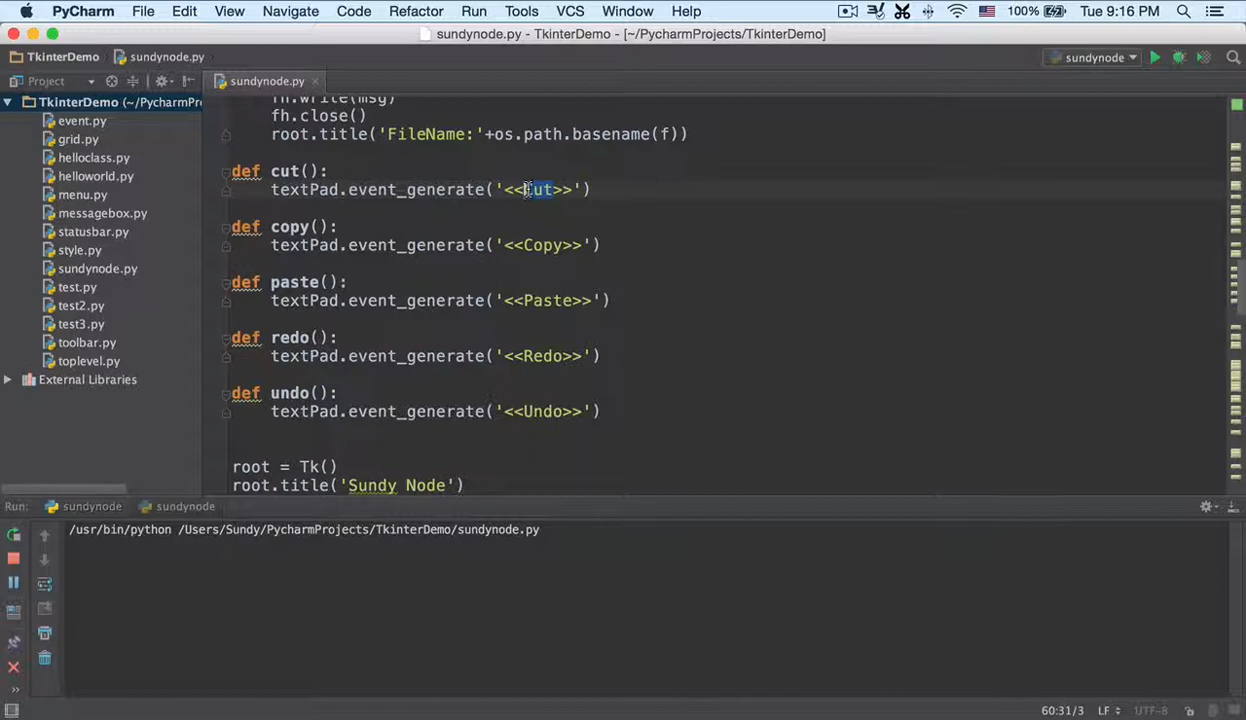 PyCharm File Edit View Navigate Code Refactor Run Tools VCS Window Help 100% Tue 9:16 PM
sundynode.py - TkinterDemo - [~/PycharmProjects/TkinterDemo]
TkinterDemo sundynode.py sundynode
Project sundynode.py
TkinterDemo (~/PycharmPr
event.py
grid.py
helloclass.py
helloworld.py
menu.py
messagebox.py
statusbar.py
style.py
sundynode.py
test.py
test2.py
test3.py
toolbar.py
toplevel.py
External Libraries
fh.write(msg)
fh.close()
root.title('FileName:'+os.path.basename(f))
def cut():
textPad.event_generate('<<Cut>>')
def copy():
textPad.event_generate('<<Copy>>')
def paste():
textPad.event_generate('<<Paste>>')
def redo():
textPad.event_generate('<<Redo>>')
def undo():
textPad.event_generate('<<Undo>>')
root = Tk()
root.title('Sundy Node')
Run: sundynode sundynode
/usr/bin/python /Users/Sundy/PycharmProjects/TkinterDemo/sundynode.py
60:31/3 LF UTF-8